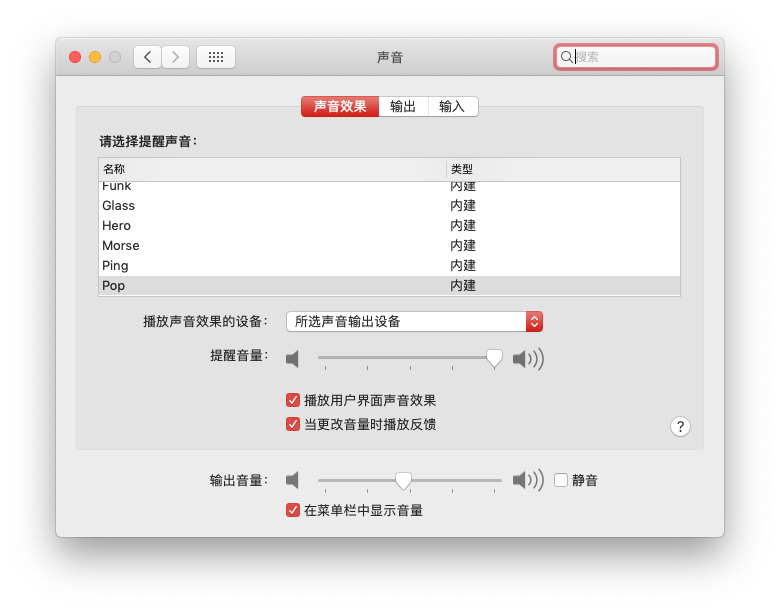 声音
搜索
声音效果 输出 输入
请选择提醒声音：
名称 类型
Funk 内建
Glass 内建
Hero 内建
Morse 内建
Ping 内建
Pop 内建
播放声音效果的设备： 所选声音输出设备
提醒音量：
播放用户界面声音效果
当更改音量时播放反馈
?
输出音量： 静音
在菜单栏中显示音量